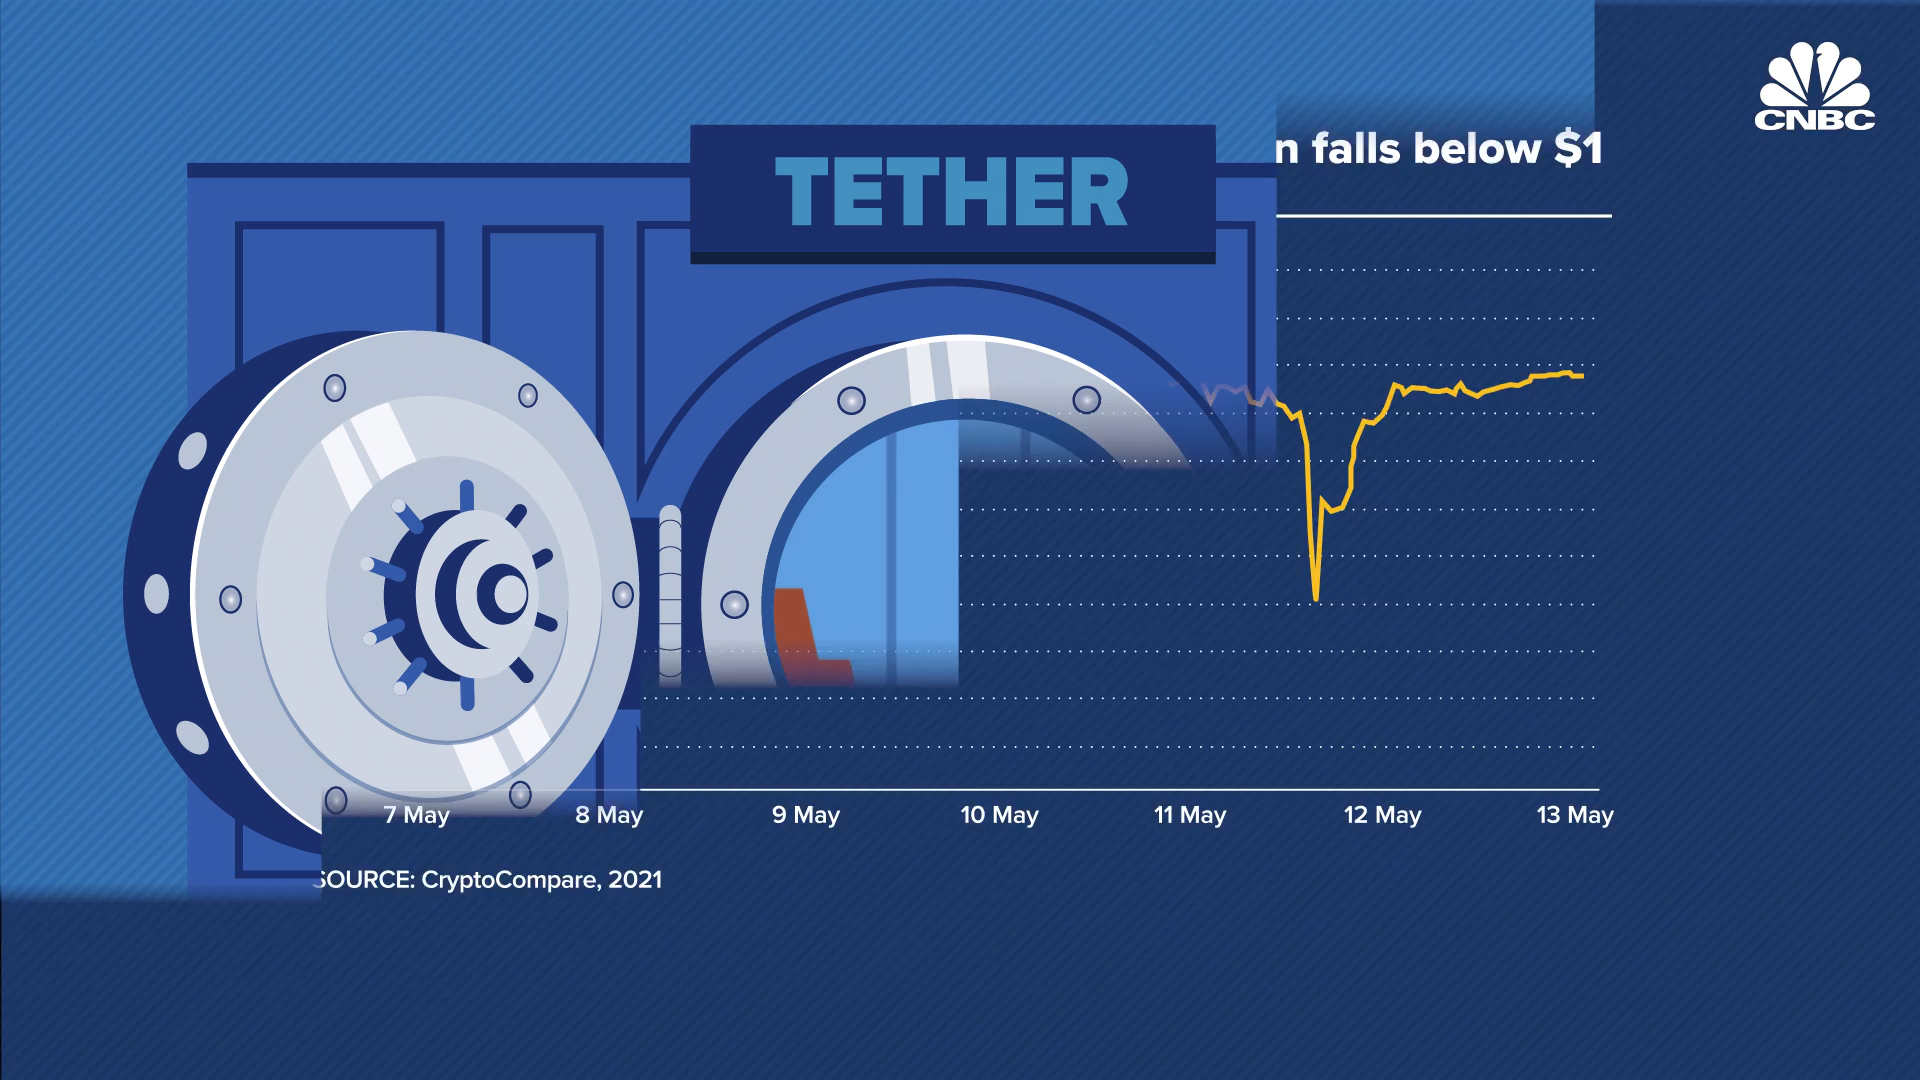 CNBC
TETHER
n falls below $1
7 May 8 May 9 May 10 May 11 May 12 May 13 May
SOURCE: CryptoCompare, 2021